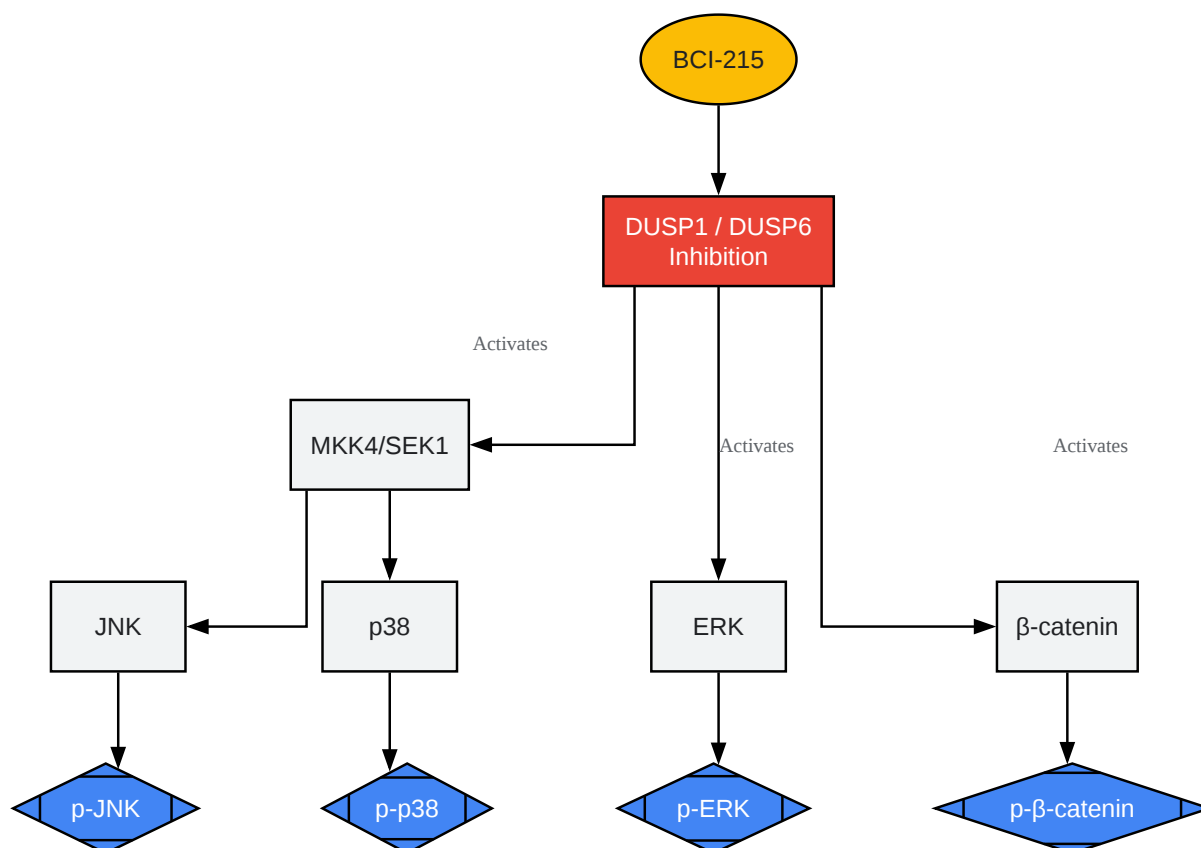 BCI-215
DUSP1 / DUSP6
Inhibition
Activates
MKK4/SEK1
Activates
Activates
JNK
p38
ERK
β-catenin
p-JNK
p-p38
p-ERK
p-β-catenin